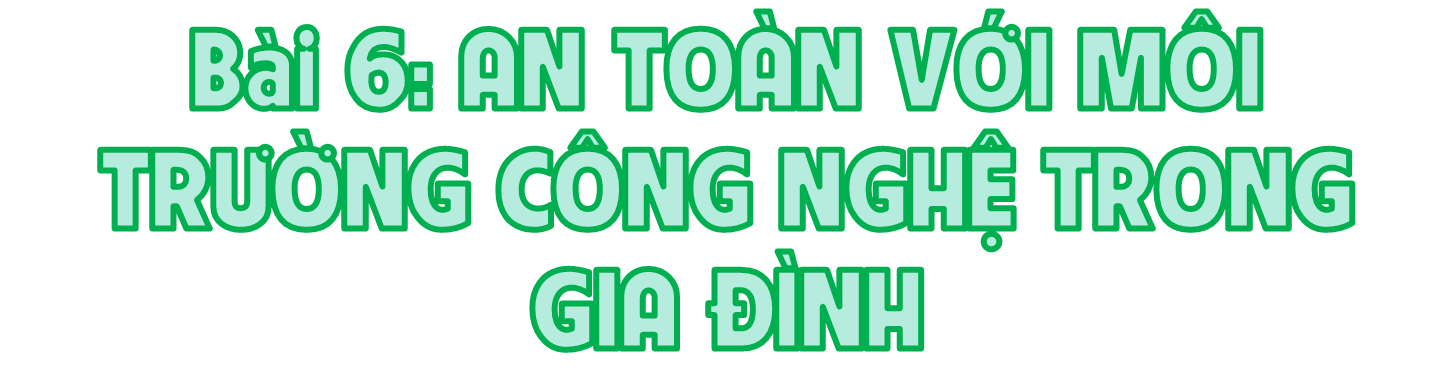 Bài 6: AN TOÀN VỚI MÔI
TRƯỜNG CÔNG NGHỆ TRONG
GIA ĐÌNH